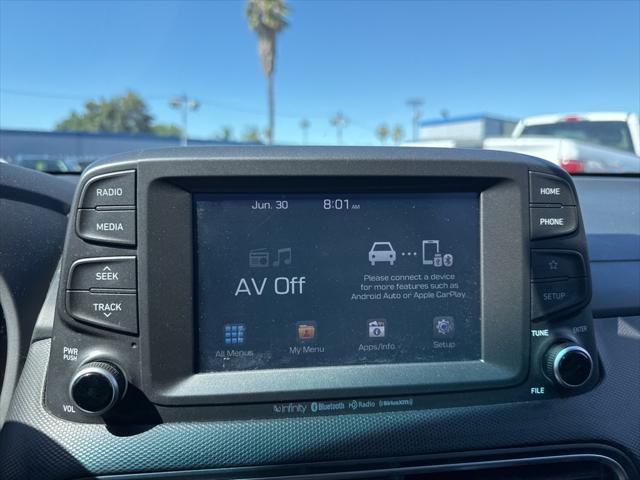 RADIO
MEDIA
SEEK
TRACK
PWR
PUSH
VOL
Jun. 30 8:01 AM
AV Off
Please connect a device
for more features such as
Android Auto or Apple CarPlay
All Menus
My Menu
Apps/Info
Setup
HOME
PHONE
SETUP
TUNE
ENTER
FILE
infinity Bluetooth HD Radio ((SiriusXM))